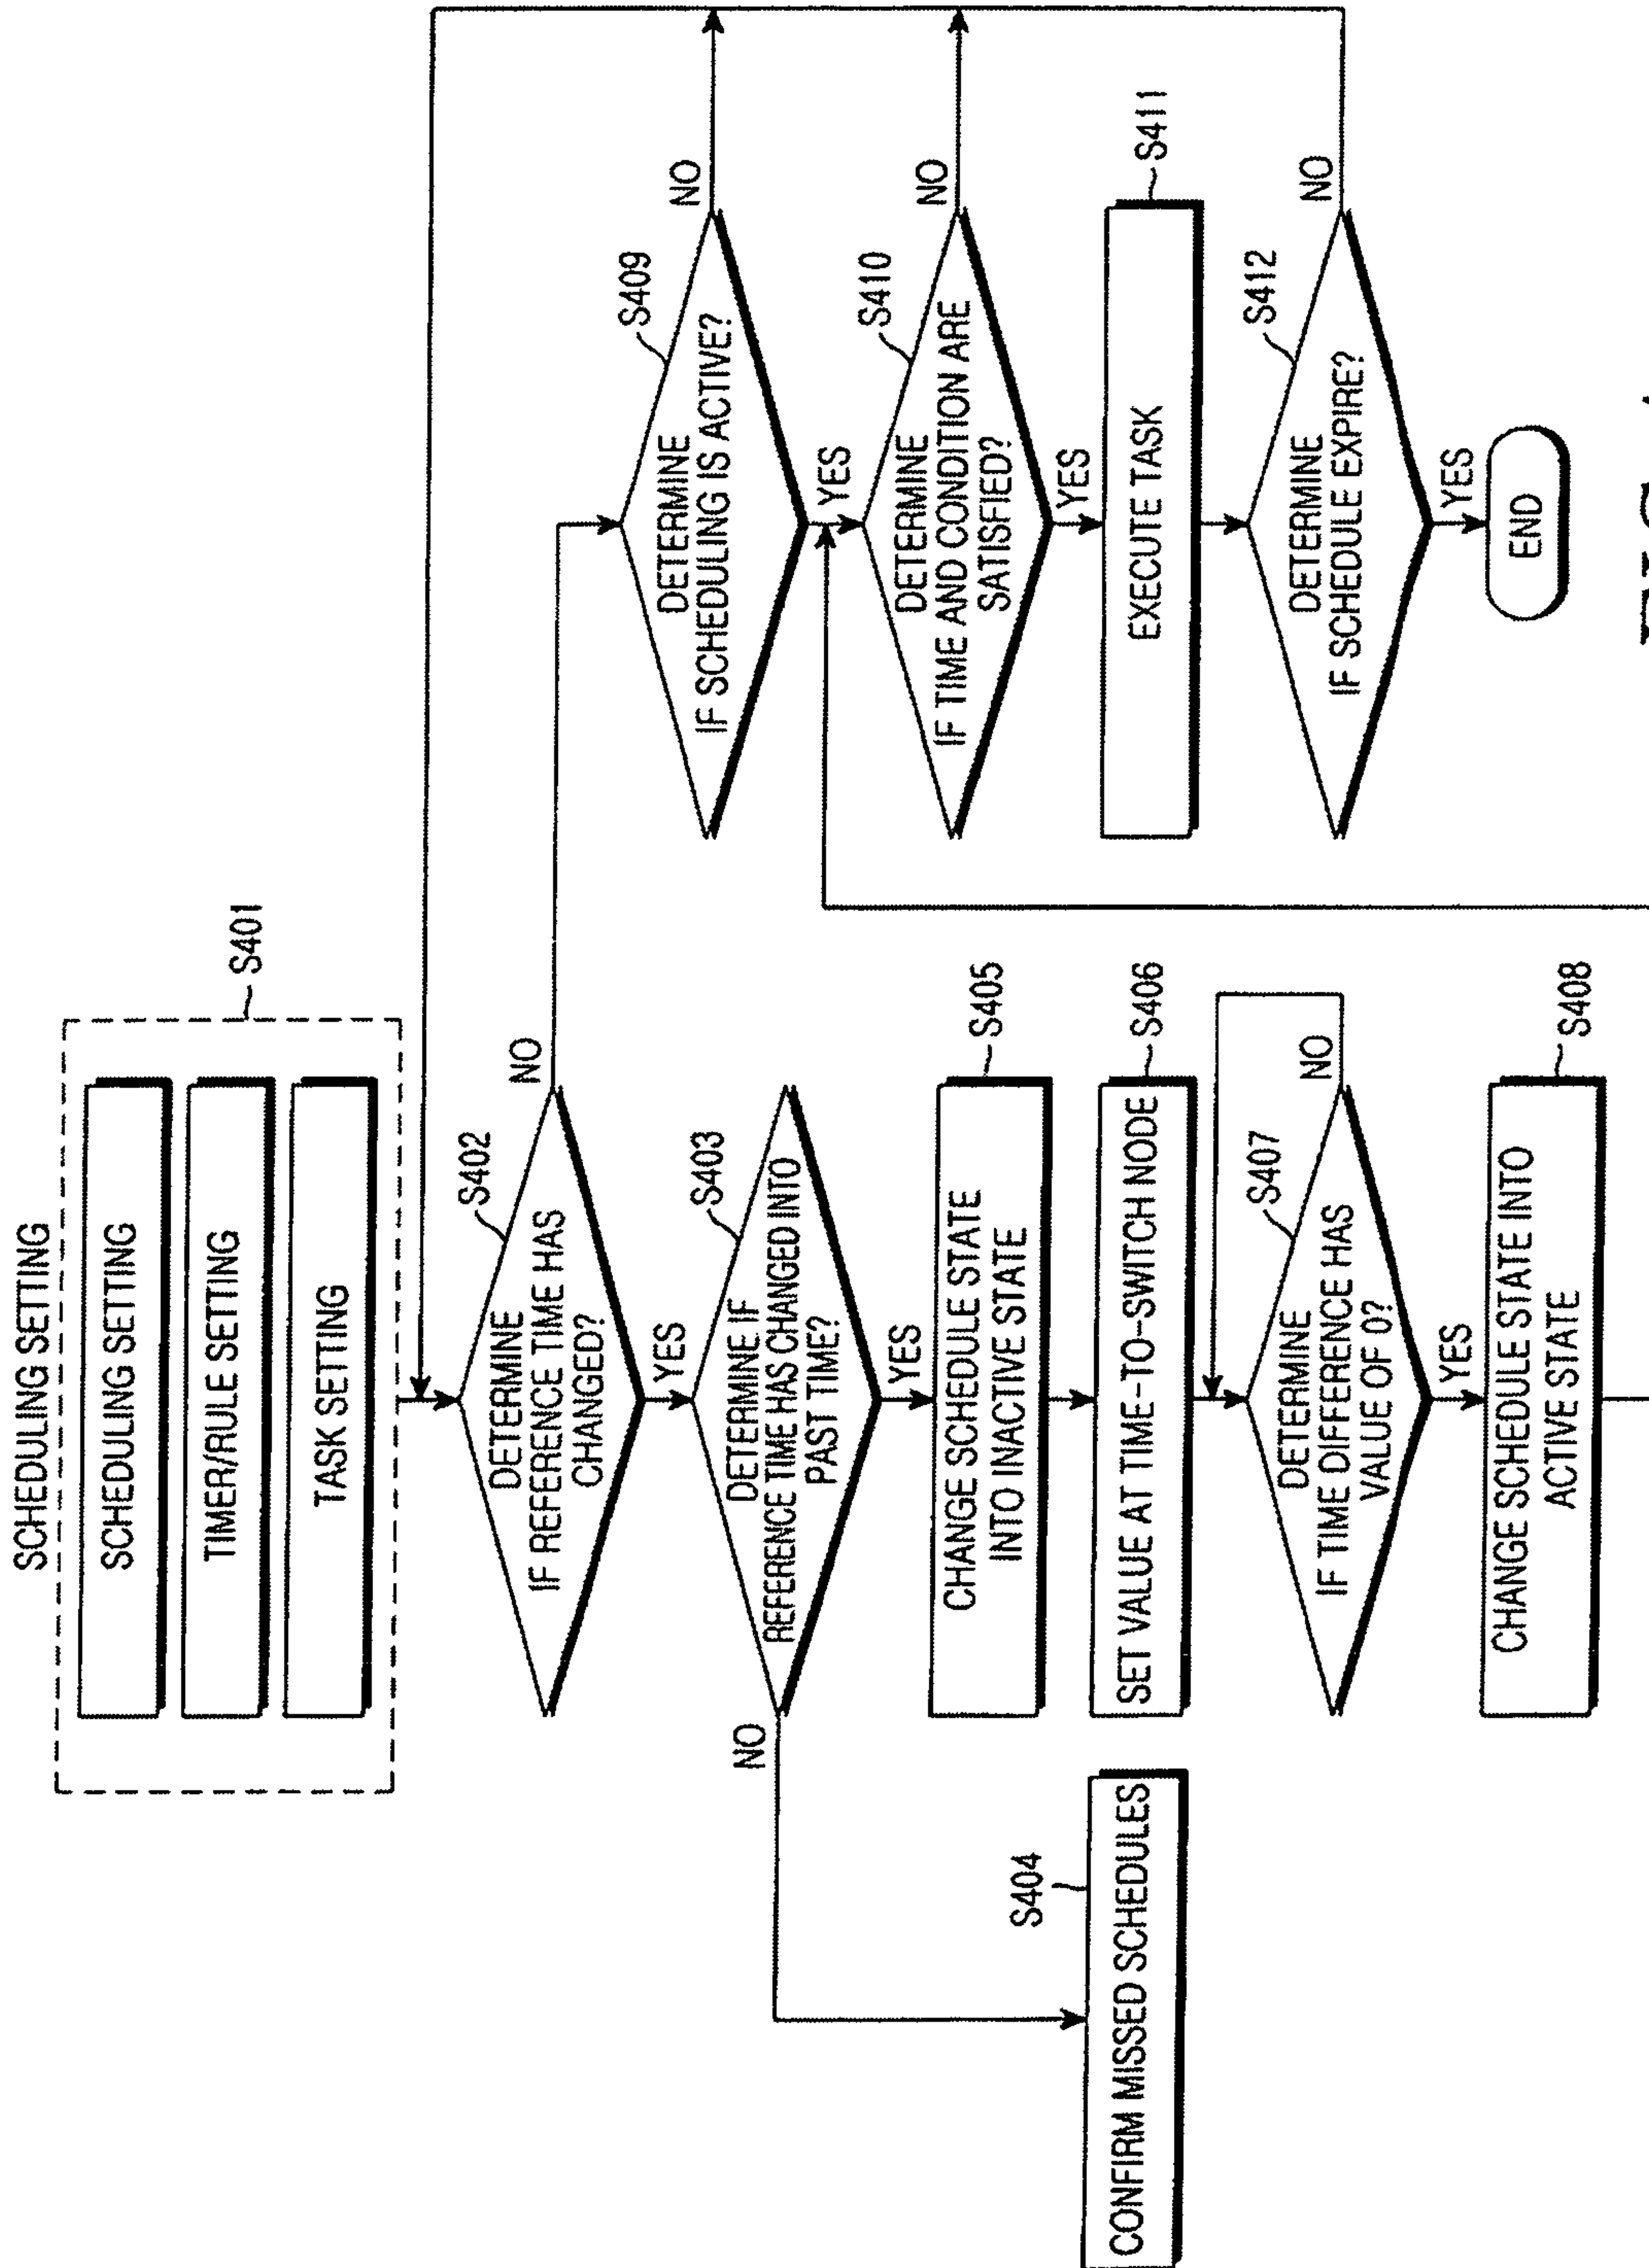 SCHEDULING SETTING
SCHEDULING SETTING
TIMER/RULE SETTING
TASK SETTING
S401
DETERMINE
IF REFERENCE TIME HAS
CHANGED?
S402
NO
YES
DETERMINE IF
REFERENCE TIME HAS CHANGED INTO
PAST TIME?
S403
NO
YES
CONFIRM MISSED SCHEDULES
S404
CHANGE SCHEDULE STATE
INTO INACTIVE STATE
S405
SET VALUE AT TIME-TO-SWITCH NODE
S406
DETERMINE
IF TIME DIFFERENCE HAS
VALUE OF 0?
S407
NO
YES
CHANGE SCHEDULE STATE INTO
ACTIVE STATE
S408
DETERMINE
IF SCHEDULING IS ACTIVE?
S409
NO
YES
DETERMINE
IF TIME AND CONDITION ARE
SATISFIED?
S410
NO
YES
EXECUTE TASK
S411
DETERMINE
IF SCHEDULE EXPIRE?
S412
NO
YES
END